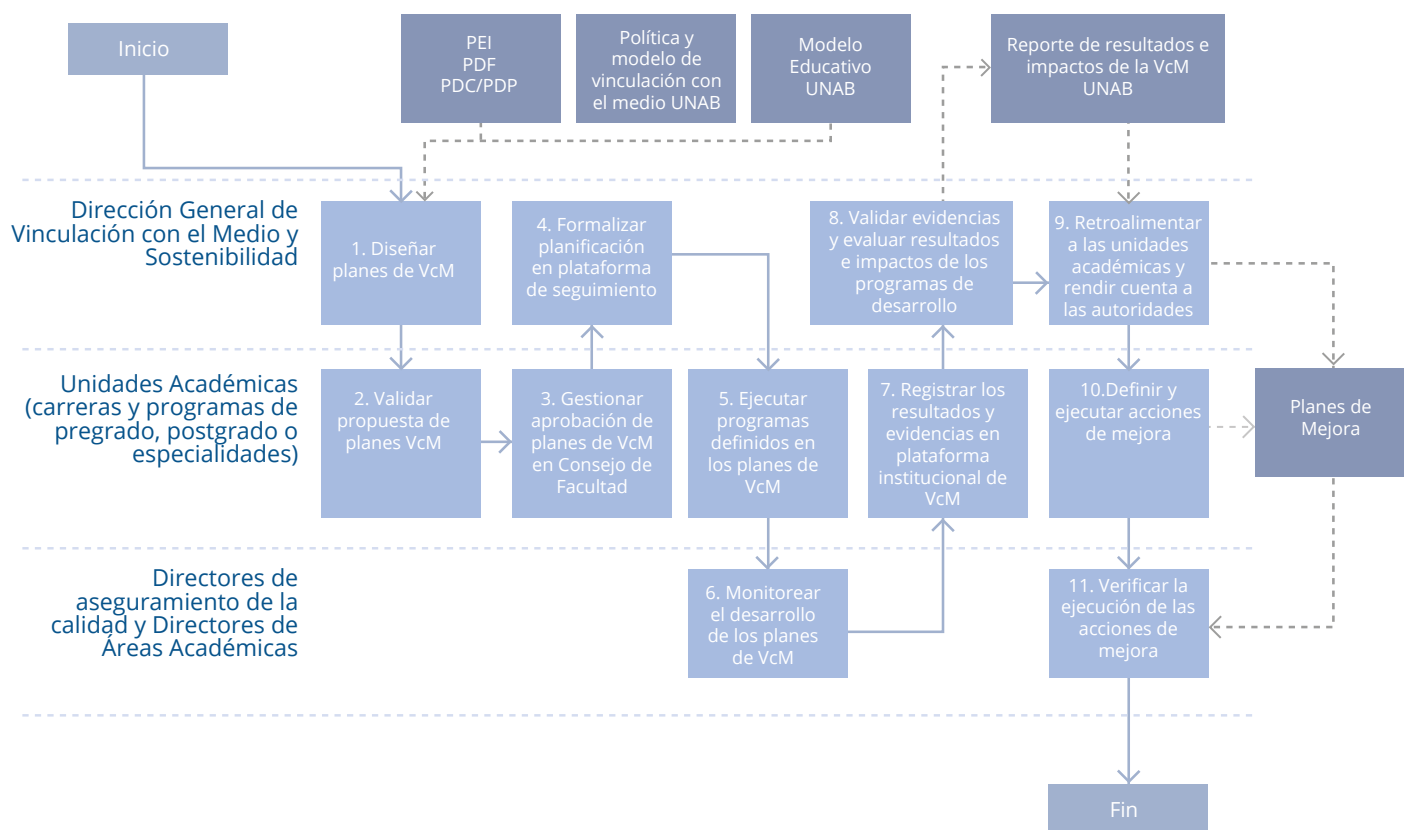 Inicio
PEI
PDF
PDC/PDP
Política y
modelo de
vinculación con
el medio UNAB
Modelo
Educativo
UNAB
Reporte de resultados e
impactos de la VcM
UNAB
Dirección General de
Vinculación con el Medio y
Sostenibilidad
1. Diseñar
planes de VcM
4. Formalizar
planificación
en plataforma
de seguimiento
8. Validar evidencias
y evaluar resultados
e impactos de los
programas de
desarrollo
9. Retroalimentar
a las unidades
académicas y
rendir cuenta a
las autoridades
Unidades Académicas
(carreras y programas de
pregrado, postgrado o
especialidades)
2. Validar
propuesta de
planes VcM
3. Gestionar
aprobación de
planes de VcM
en Consejo de
Facultad
5. Ejecutar
programas
definidos en
los planes de
VcM
7. Registrar los
resultados y
evidencias en
plataforma
institucional de
VcM
10.Definir y
ejecutar acciones
de mejora
Planes de
Mejora
Directores de
aseguramiento de la
calidad y Directores de
Áreas Académicas
6. Monitorear
el desarrollo
de los planes
de VcM
11. Verificar la
ejecución de las
acciones de
mejora
Fin